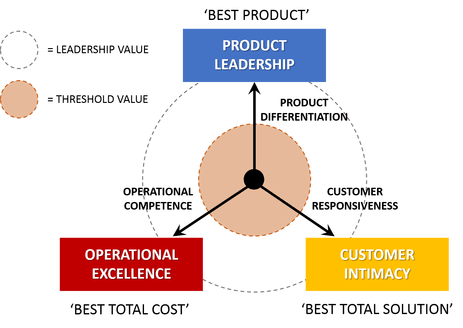 ‘BEST PRODUCT’
PRODUCT
LEADERSHIP
= LEADERSHIP VALUE
= THRESHOLD VALUE
PRODUCT
DIFFERENTIATION
OPERATIONAL
COMPETENCE
CUSTOMER
RESPONSIVENESS
OPERATIONAL
EXCELLENCE
CUSTOMER
INTIMACY
‘BEST TOTAL COST’
‘BEST TOTAL SOLUTION’